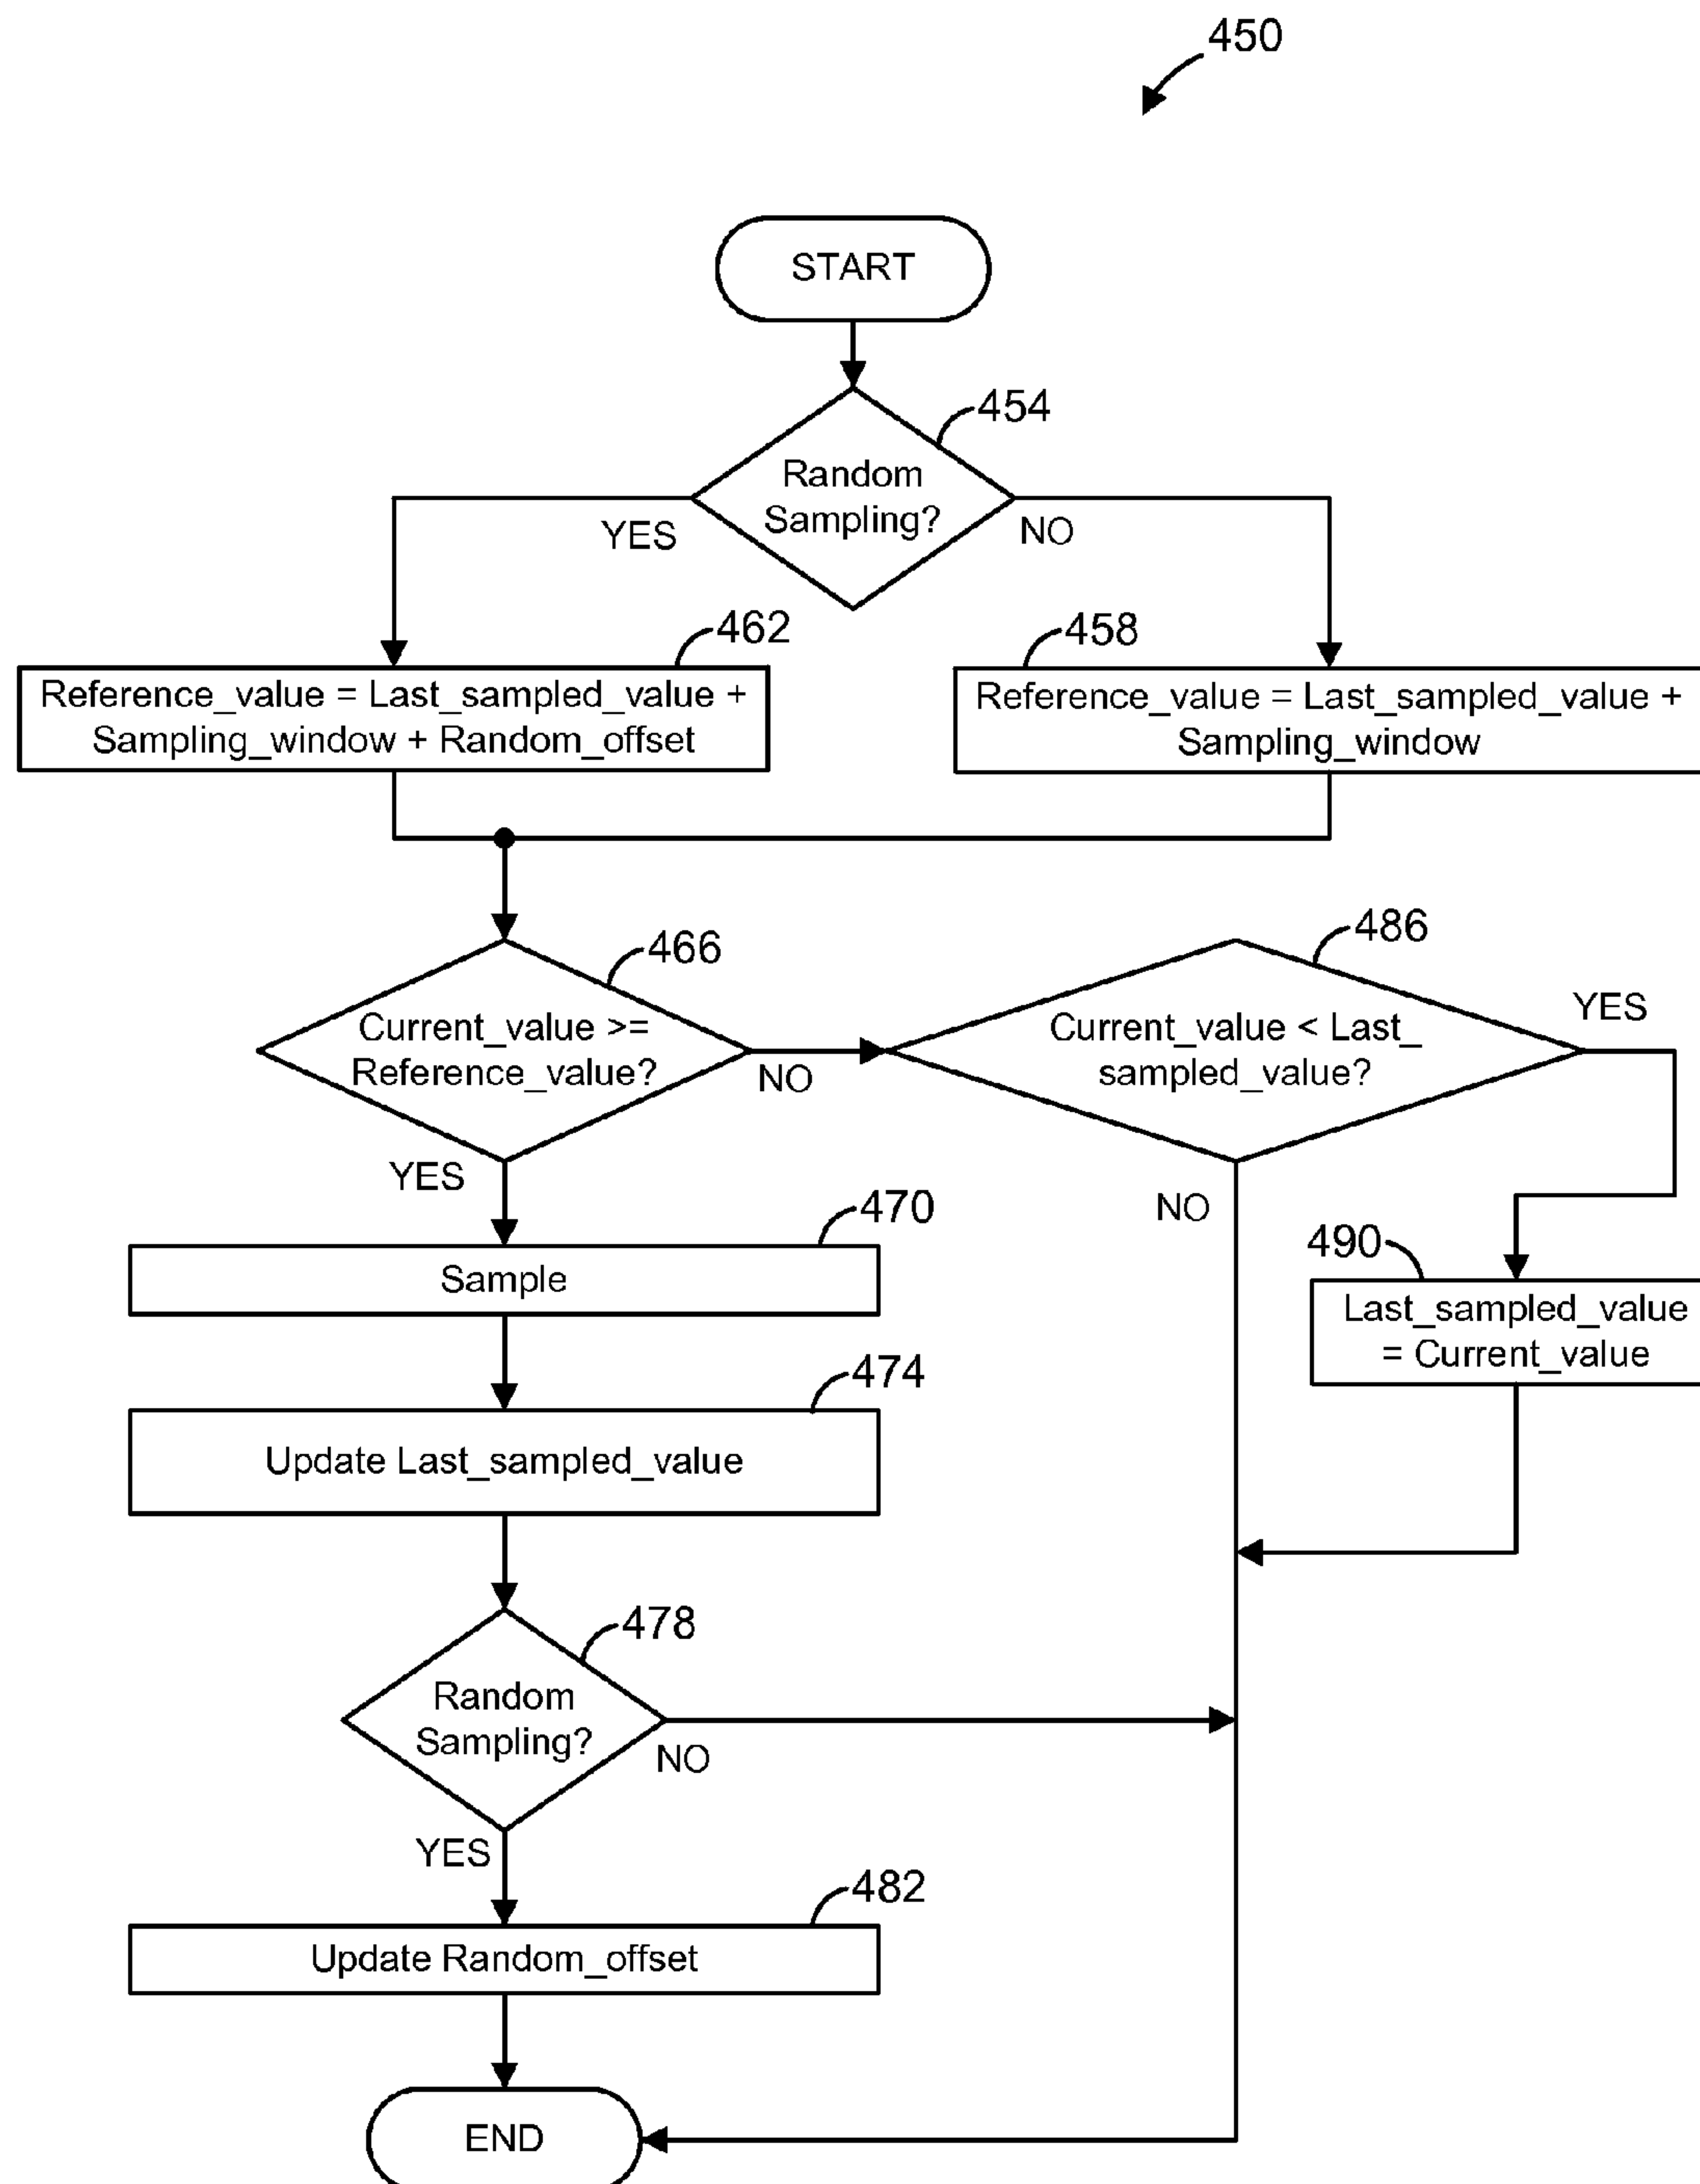 450
START
454
Random
Sampling?
YES
NO
462
458
Reference_value = Last_sampled_value +
Sampling_window + Random_offset
Reference_value = Last_sampled_value +
Sampling_window
466
486
Current_value >=
Reference_value?
NO
Current_value < Last_
sampled_value?
YES
YES
NO
470
Sample
490
Last_sampled_value
= Current_value
474
Update Last_sampled_value
478
Random
Sampling?
NO
YES
482
Update Random_offset
END